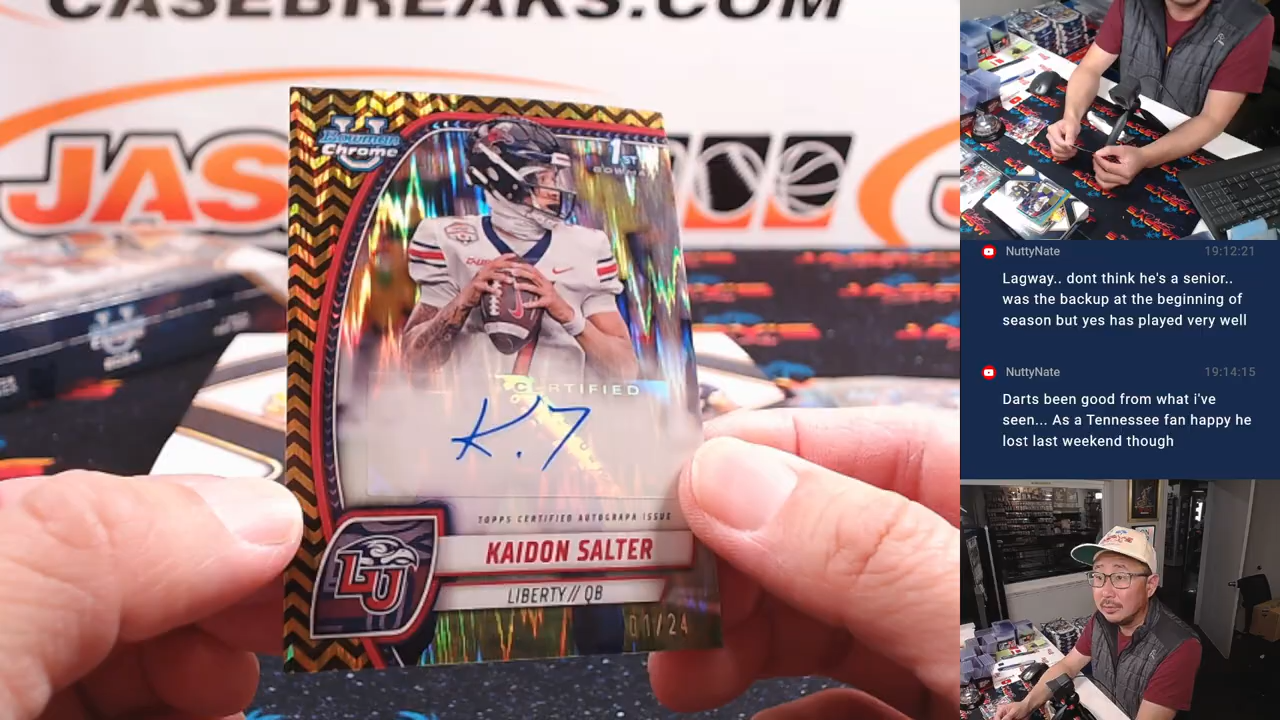 CASEBREAKS.COM
JAS
Bowman
U
Chrome
1ST
BOWMAN
CERTIFIED
K.7
TOPPS CERTIFIED AUTOGRAPH ISSUE
KAIDON SALTER
LIBERTY// QB
LU
01/24
NuttyNate 19:12:21
Lagway.. dont think he's a senior..
was the backup at the beginning of
season but yes has played very well
NuttyNate 19:14:15
Darts been good from what i've
seen... As a Tennessee fan happy he
lost last weekend though